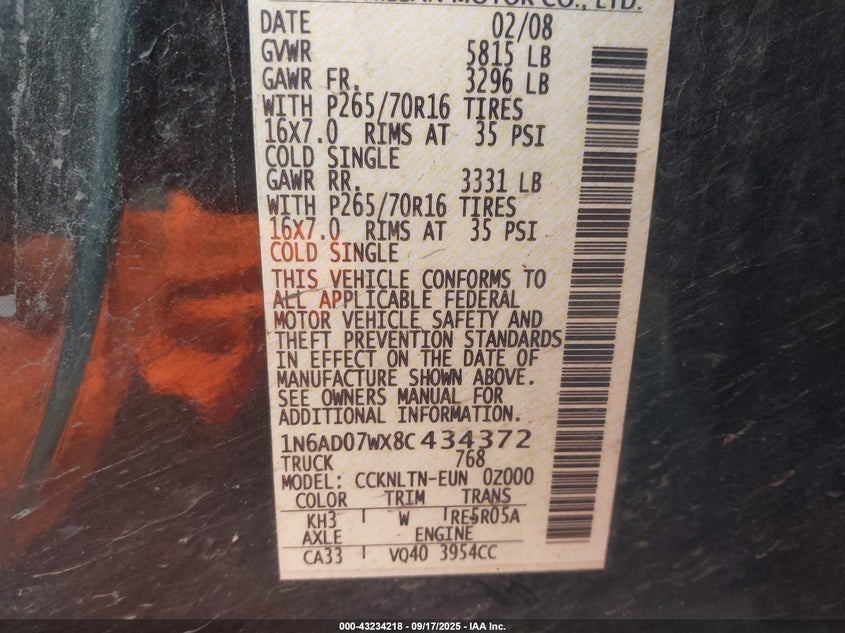 NISSAN MOTOR CO., LTD.
DATE 02/08
GVWR 5815 LB
GAWR FR. 3296 LB
WITH P265/70R16 TIRES
16X7.0 RIMS AT 35 PSI
COLD SINGLE
GAWR RR. 3331 LB
WITH P265/70R16 TIRES
16X7.0 RIMS AT 35 PSI
COLD SINGLE
THIS VEHICLE CONFORMS TO
ALL APPLICABLE FEDERAL
MOTOR VEHICLE SAFETY AND
THEFT PREVENTION STANDARDS
IN EFFECT ON THE DATE OF
MANUFACTURE SHOWN ABOVE.
SEE OWNERS MANUAL FOR
ADDITIONAL INFORMATION.
1N6AD07WX8C434372
TRUCK 768
MODEL: CCKNLTN-EUN 0Z000
COLOR TRIM TRANS
KH3 W RE5R05A
AXLE ENGINE
CA33 VQ40 3954CC
000-43234218 - 09/17/2025 - IAA Inc.